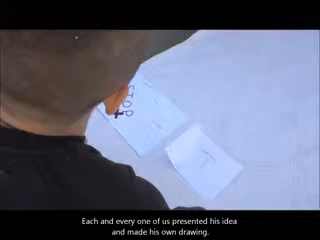 STOP
Each and every one of us presented his idea
and made his own drawing.